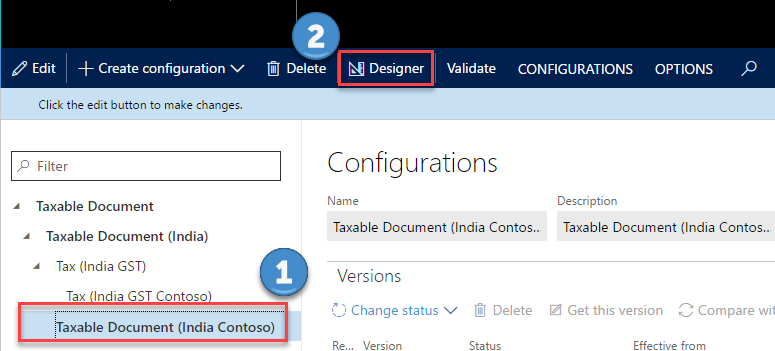 2
Edit Create configuration Delete Designer Validate CONFIGURATIONS OPTIONS
Click the edit button to make changes.
Filter
Taxable Document
Taxable Document (India)
Tax (India GST)
Tax (India GST Contoso)
1
Taxable Document (India Contoso)
Configurations
Name Description
Taxable Document (India Contos... Taxable Document (India Contos...
Versions
Change status Delete Get this version Compare with
Re... Version Status Effective from